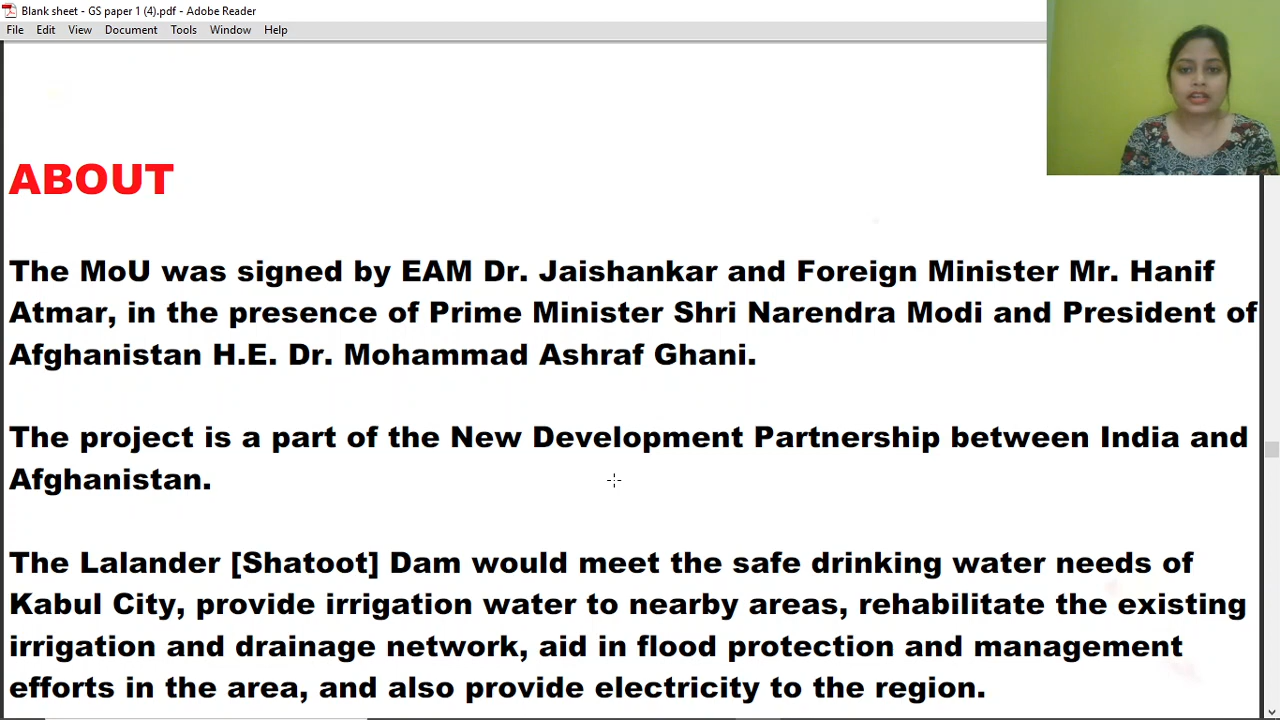 Blank sheet - GS paper 1 (4).pdf - Adobe Reader
File Edit View Document Tools Window Help
ABOUT
The MoU was signed by EAM Dr. Jaishankar and Foreign Minister Mr. Hanif
Atmar, in the presence of Prime Minister Shri Narendra Modi and President of
Afghanistan H.E. Dr. Mohammad Ashraf Ghani.
The project is a part of the New Development Partnership between India and
Afghanistan.
The Lalander [Shatoot] Dam would meet the safe drinking water needs of
Kabul City, provide irrigation water to nearby areas, rehabilitate the existing
irrigation and drainage network, aid in flood protection and management
efforts in the area, and also provide electricity to the region.